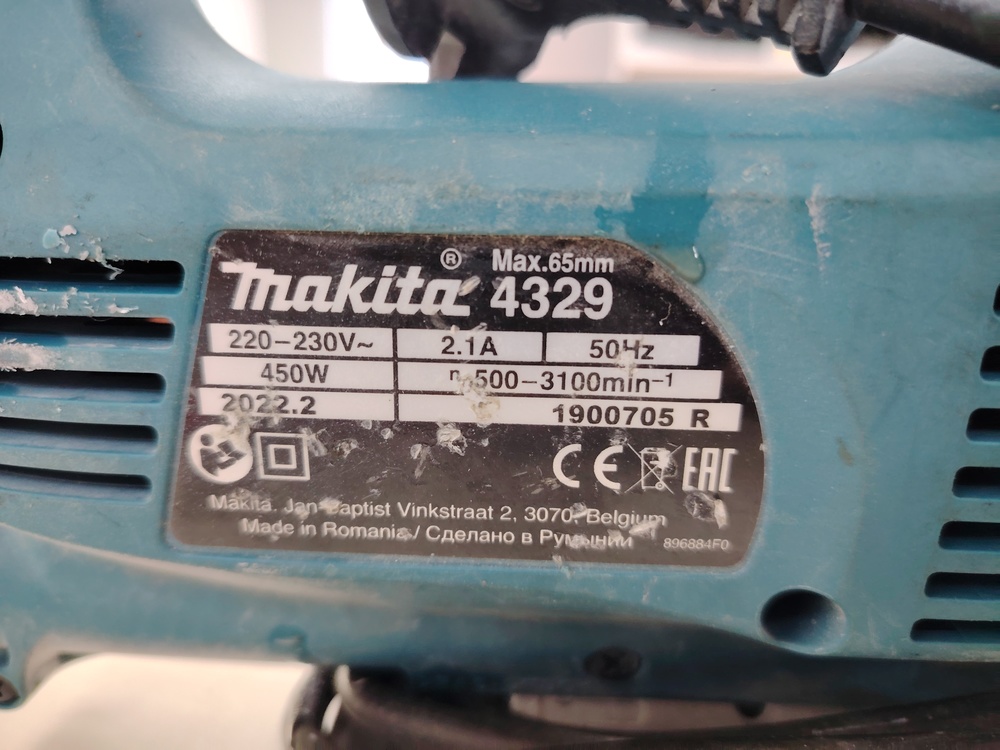 Max.65mm
makita® 4329
220–230V~ 2.1A 50Hz
450W n 500–3100min⁻¹
2022.2 1900705 R
CE EAC
Makita. Jan-Baptist Vinkstraat 2, 3070, Belgium
Made in Romania / Сделано в Румынии 896884F0